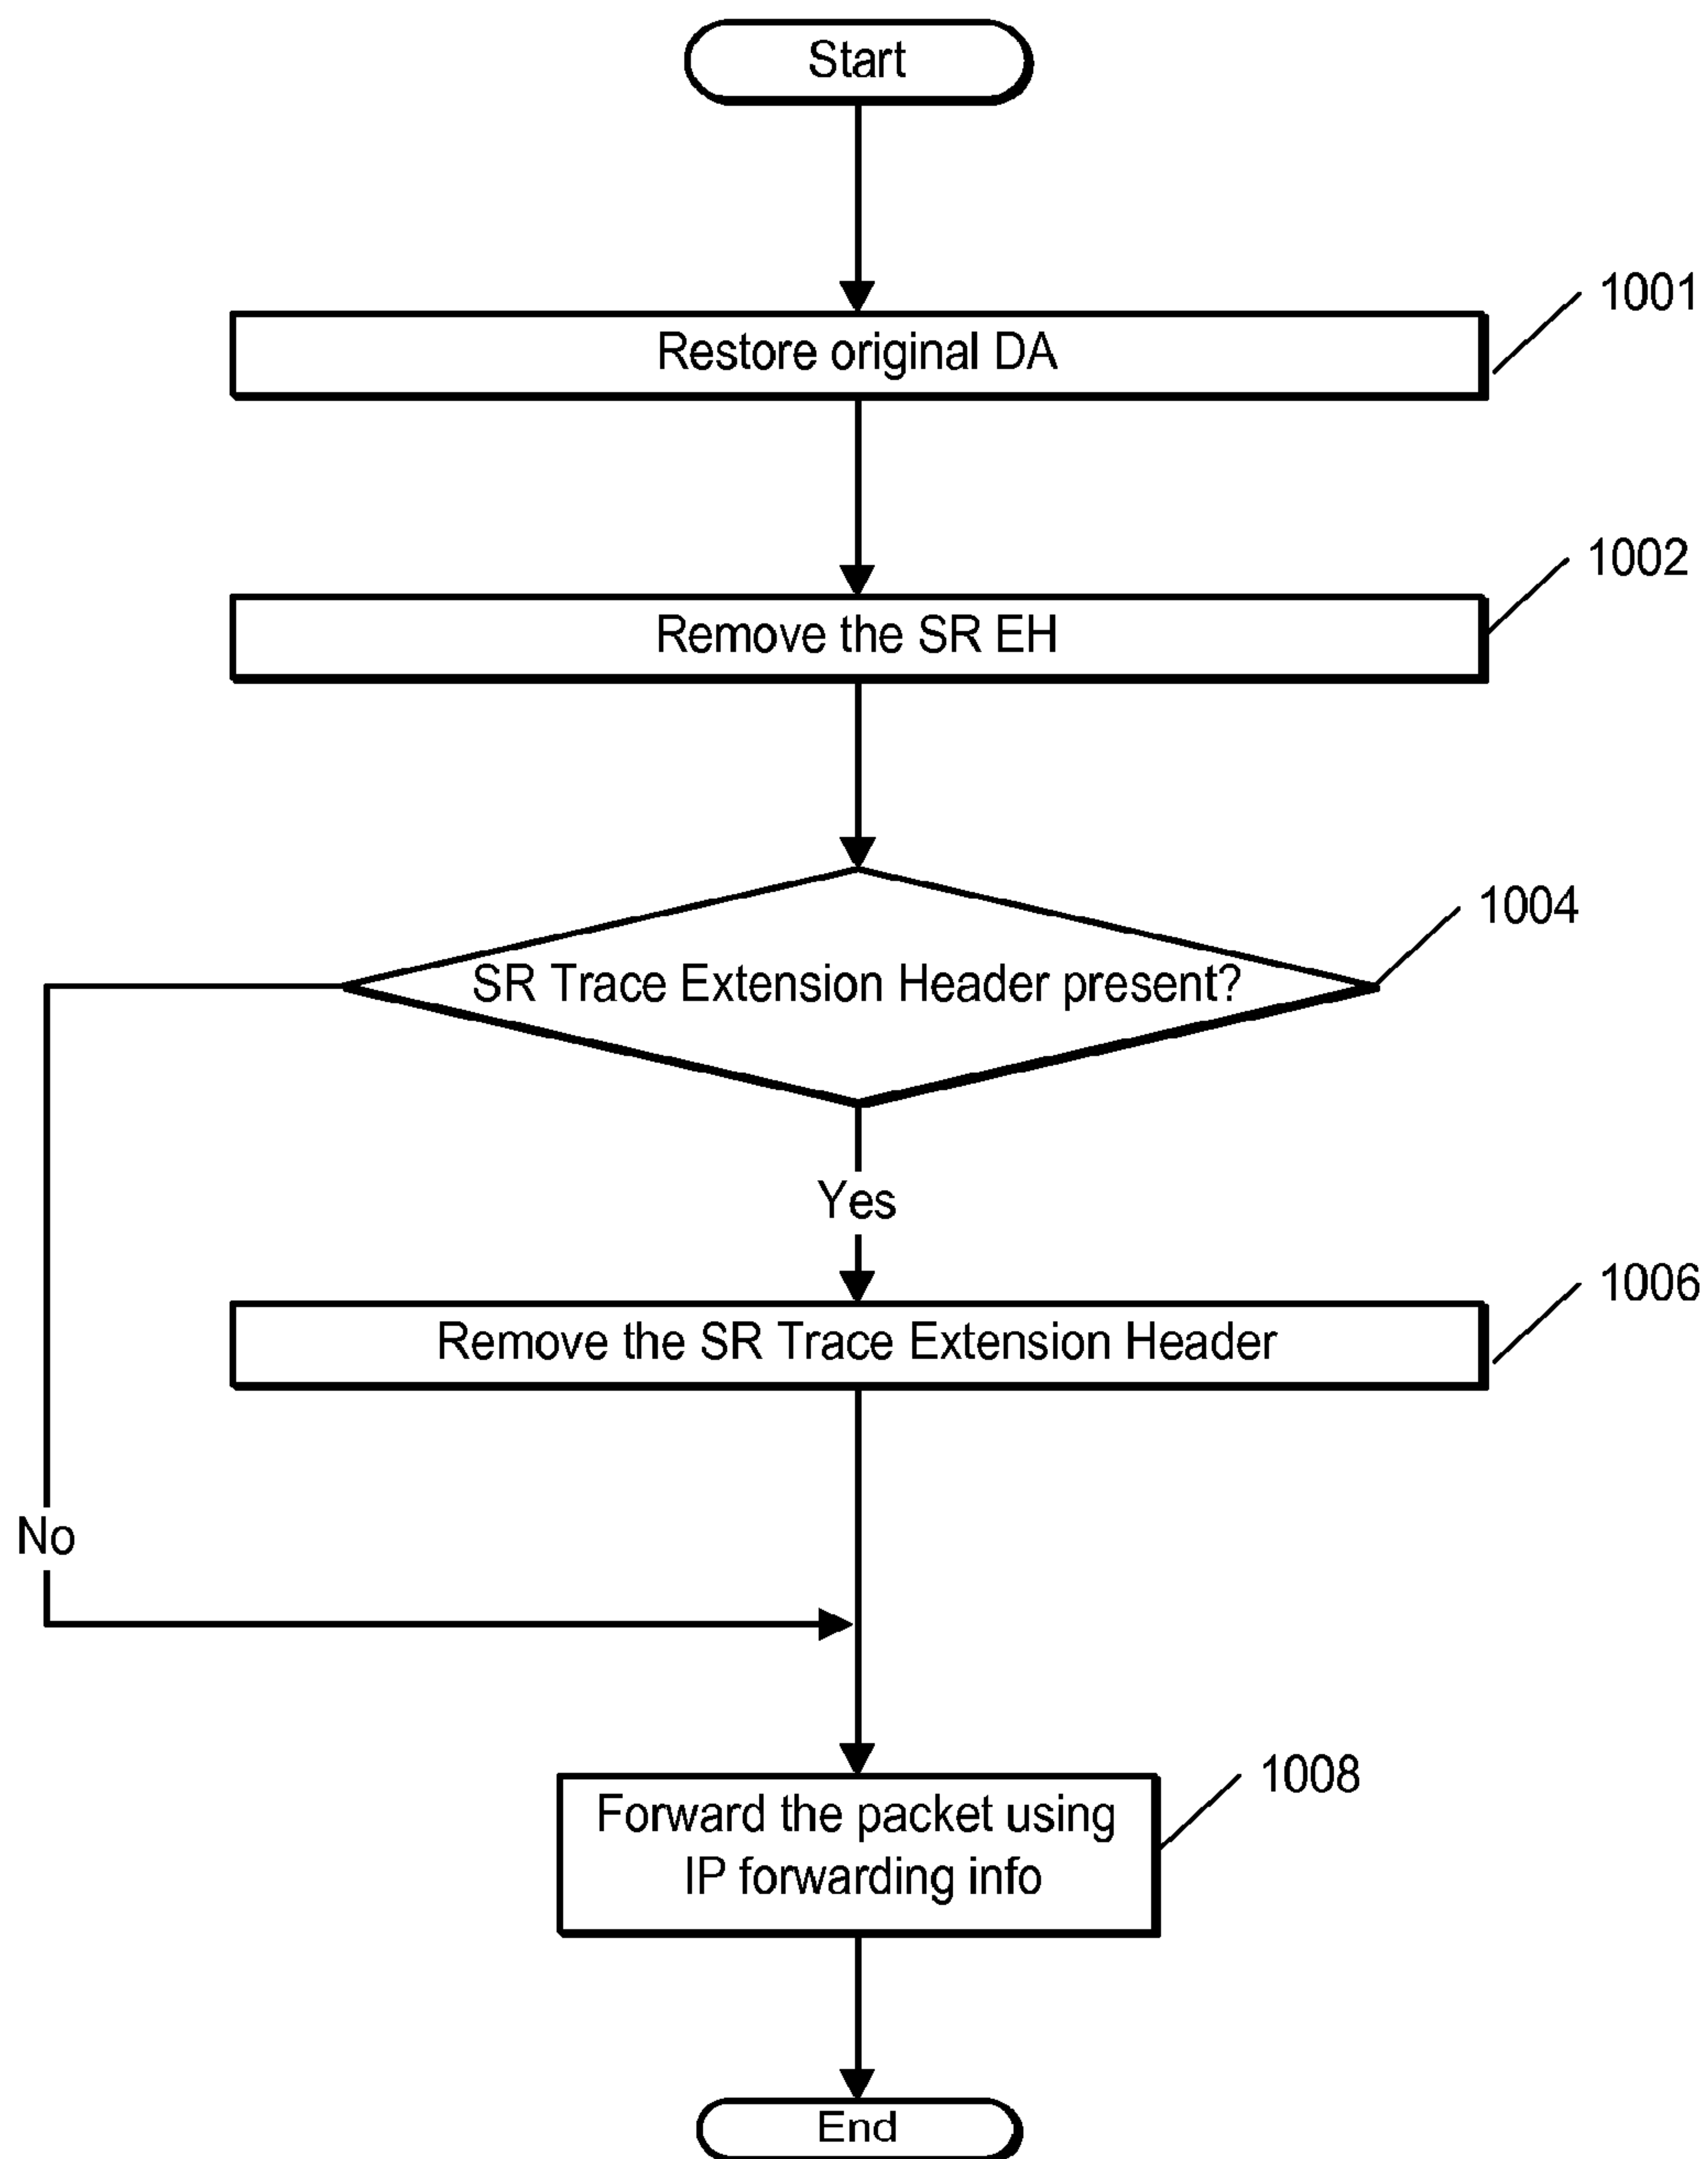 Start
1001
Restore original DA
1002
Remove the SR EH
1004
SR Trace Extension Header present?
Yes
1006
Remove the SR Trace Extension Header
No
1008
Forward the packet using
IP forwarding info
End